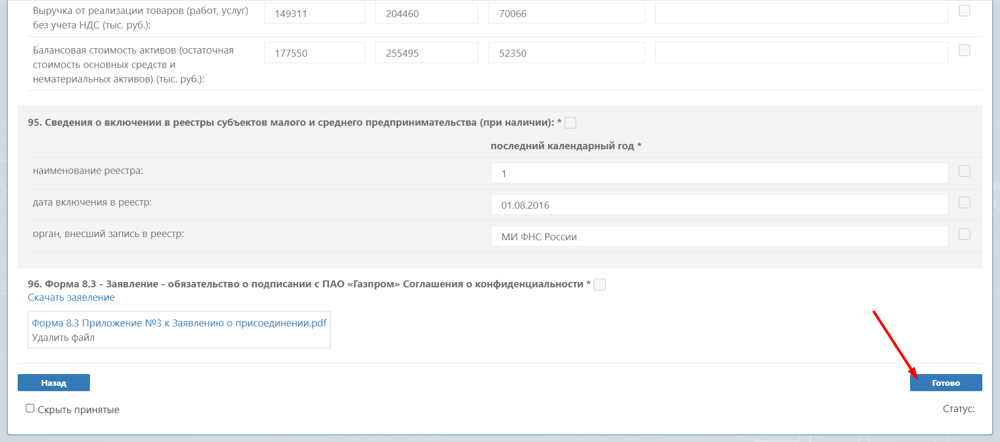 Выручка от реализации товаров (работ, услуг)
без учета НДС (тыс. руб.):
149311 204460 70066
Балансовая стоимость активов (остаточная
стоимость основных средств и
нематериальных активов) (тыс. руб.):
177550 255495 52350
95. Сведения о включении в реестры субъектов малого и среднего предпринимательства (при наличии): *
последний календарный год *
наименование реестра:
1
дата включения в реестр:
01.08.2016
орган, внесший запись в реестр:
МИ ФНС России
96. Форма 8.3 - Заявление - обязательство о подписании с ПАО «Газпром» Соглашения о конфиденциальности *
Скачать заявление
Форма 8.3 Приложение №3 к Заявлению о присоединении.pdf
Удалить файл
Назад Готово
Скрыть принятые Статус: